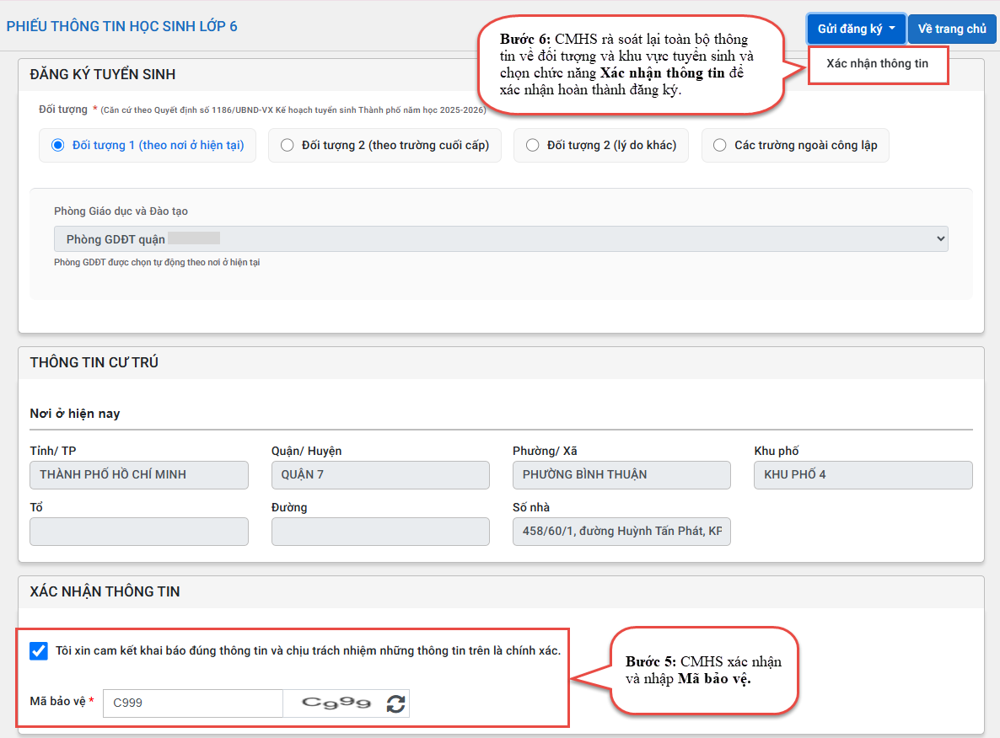 PHIẾU THÔNG TIN HỌC SINH LỚP 6
Gửi đăng ký
Về trang chủ
Xác nhận thông tin
Bước 6: CMHS rà soát lại toàn bộ thông
tin về đối tượng và khu vực tuyển sinh và
chọn chức năng Xác nhận thông tin để
xác nhận hoàn thành đăng ký.
ĐĂNG KÝ TUYỂN SINH
Đối tượng * (Căn cứ theo Quyết định số 1186/UBND-VX Kế hoạch tuyển sinh Thành phố năm học 2025-2026)
Đối tượng 1 (theo nơi ở hiện tại)
Đối tượng 2 (theo trường cuối cấp)
Đối tượng 2 (lý do khác)
Các trường ngoài công lập
Phòng Giáo dục và Đào tạo
Phòng GDĐT quận
Phòng GDĐT được chọn tự động theo nơi ở hiện tại
THÔNG TIN CƯ TRÚ
Nơi ở hiện nay
Tỉnh/ TP
Quận/ Huyện
Phường/ Xã
Khu phố
THÀNH PHỐ HỒ CHÍ MINH
QUẬN 7
PHƯỜNG BÌNH THUẬN
KHU PHỐ 4
Tổ
Đường
Số nhà
458/60/1, đường Huỳnh Tấn Phát, KP
XÁC NHẬN THÔNG TIN
Tôi xin cam kết khai báo đúng thông tin và chịu trách nhiệm những thông tin trên là chính xác.
Mã bảo vệ *
C999
C999
Bước 5: CMHS xác nhận
và nhập Mã bảo vệ.